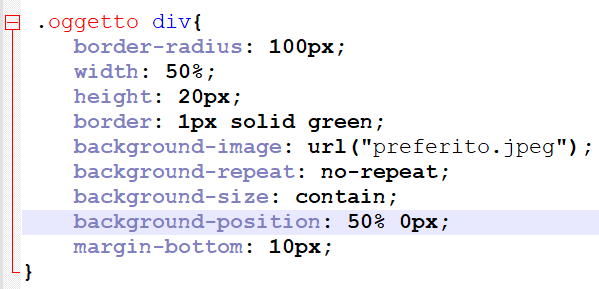 .oggetto div{
border-radius: 100px;
width: 50%;
height: 20px;
border: 1px solid green;
background-image: url("preferito.jpeg");
background-repeat: no-repeat;
background-size: contain;
background-position: 50% 0px;
margin-bottom: 10px;
}